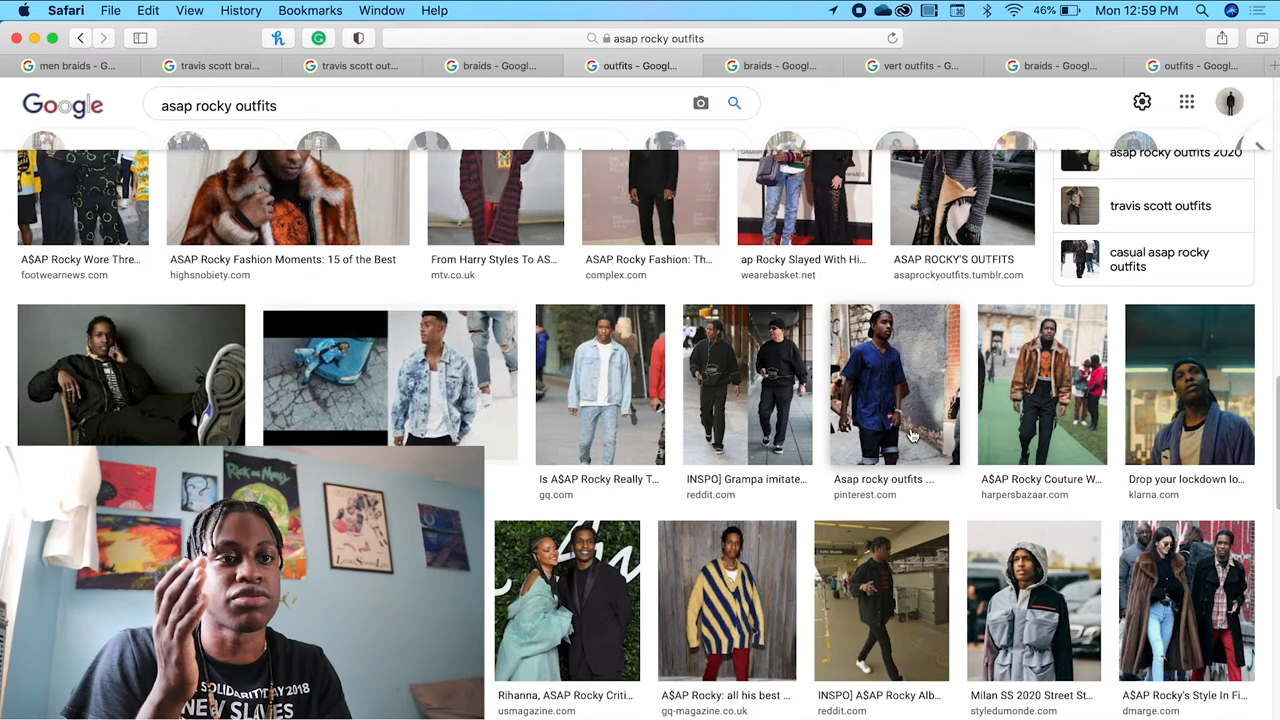 Safari File Edit View History Bookmarks Window Help 46% Mon 12:59 PM
asap rocky outfits
men braids - G... travis scott brai... travis scott out... braids - Googl... outfits - Googl... braids - Googl... vert outfits - G... braids - Googl... outfits - Googl...
Google
asap rocky outfits
asap rocky outfits 2020
travis scott outfits
casual asap rocky
outfits
A$AP Rocky Wore Thre... ASAP Rocky Fashion Moments: 15 of the Best From Harry Styles To AS... ASAP Rocky Fashion: Th... ap Rocky Slayed With Hi... ASAP ROCKY'S OUTFITS
footwearnews.com highsnobiety.com mtv.co.uk complex.com wearebasket.net asaprockyoutfits.tumblr.com
Is A$AP Rocky Really T... INSPO] Grampa imitate... Asap rocky outfits ... A$AP Rocky Couture W... Drop your lockdown lo...
gq.com reddit.com pinterest.com harpersbazaar.com klarna.com
Rick and Morty
SOLIDARITY DAY 2018
NEW SLAVES
Rihanna, ASAP Rocky Criti... A$AP Rocky: all his best ... INSPO] A$AP Rocky Alb... Milan SS 2020 Street St... A$AP Rocky's Style In Fi...
usmagazine.com gq-magazine.co.uk reddit.com styledumonde.com dmarge.com